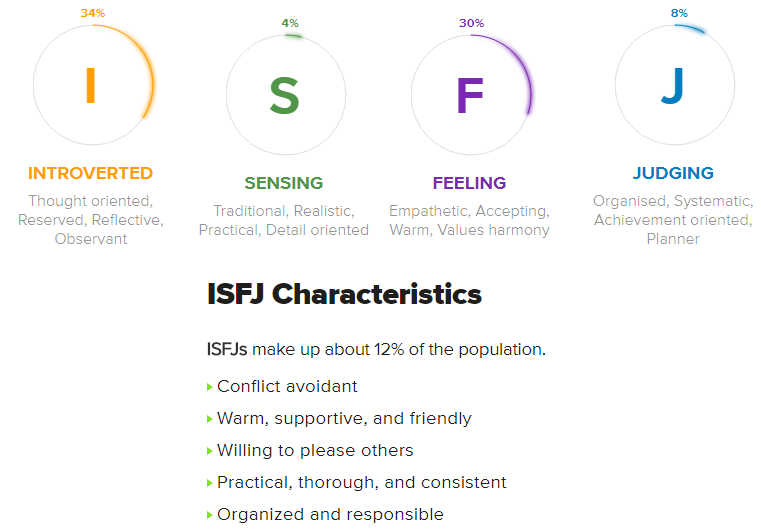 34%
4%
30%
8%
I
S
F
J
INTROVERTED
Thought oriented,
Reserved, Reflective,
Observant
SENSING
Traditional, Realistic,
Practical, Detail oriented
FEELING
Empathetic, Accepting,
Warm, Values harmony
JUDGING
Organised, Systematic,
Achievement oriented,
Planner
ISFJ Characteristics
ISFJs make up about 12% of the population.
Conflict avoidant
Warm, supportive, and friendly
Willing to please others
Practical, thorough, and consistent
Organized and responsible